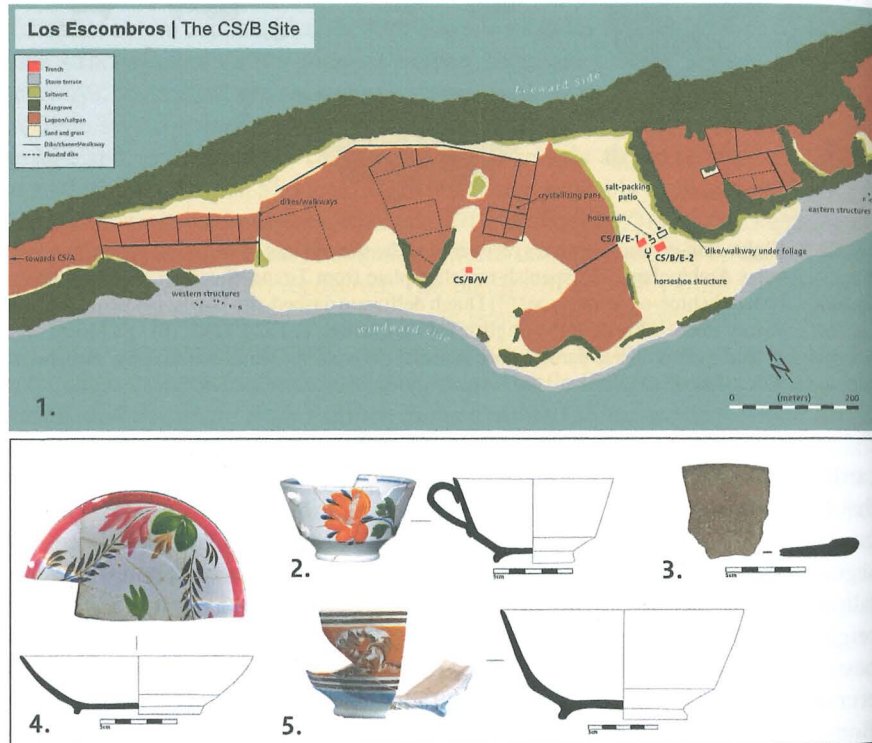 Los Escombros | The CS/B Site
Trench
Storm terrace
Saltwort
Mangrove
Lagoon/saltpan
Sand and grass
Dike/channel/walkway
Flooded dike
Leeward side
dikes/walkways
crystallizing pans
salt-packing
patio
house ruin
CS/B/E-1
CS/B/E-2
eastern structures
dike/walkway under foliage
horseshoe structure
towards CS/A
CS/B/W
western structures
windward side
N
0 (meters) 200
1.
2.
3.
5cm
4.
5cm
5.
5cm